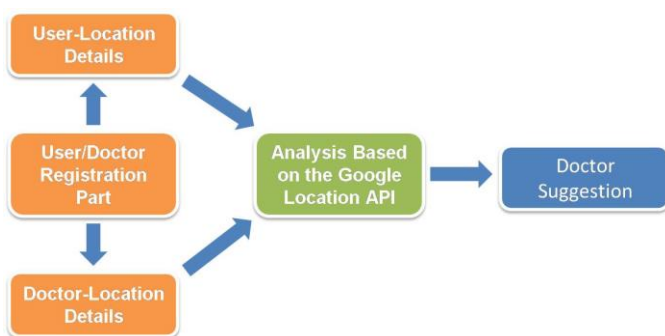 User-Location
Details
User/Doctor
Registration
Part
Doctor-Location
Details
Analysis Based
on the Google
Location API
Doctor
Suggestion